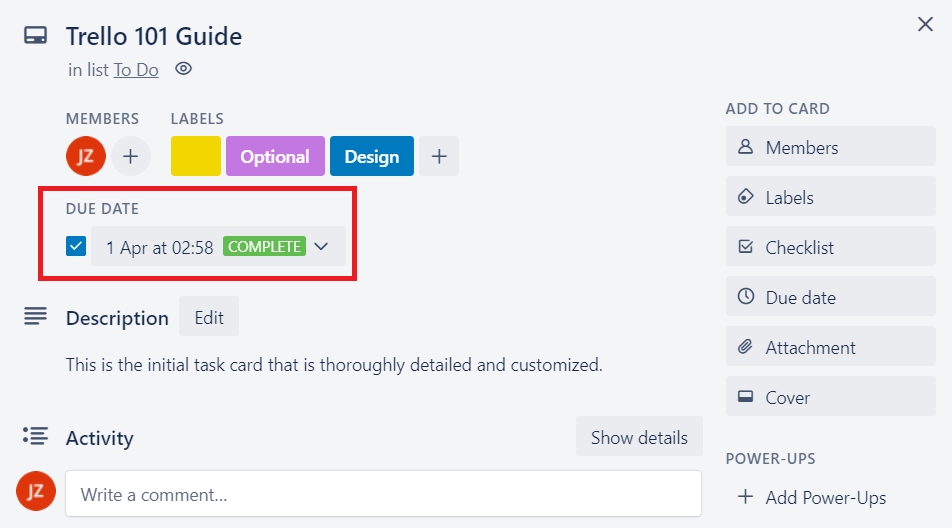 Trello 101 Guide
in list To Do
MEMBERS
JZ
LABELS
Optional
Design
DUE DATE
1 Apr at 02:58 COMPLETE
Description Edit
This is the initial task card that is thoroughly detailed and customized.
Activity Show details
JZ Write a comment...
ADD TO CARD
Members
Labels
Checklist
Due date
Attachment
Cover
POWER-UPS
Add Power-Ups